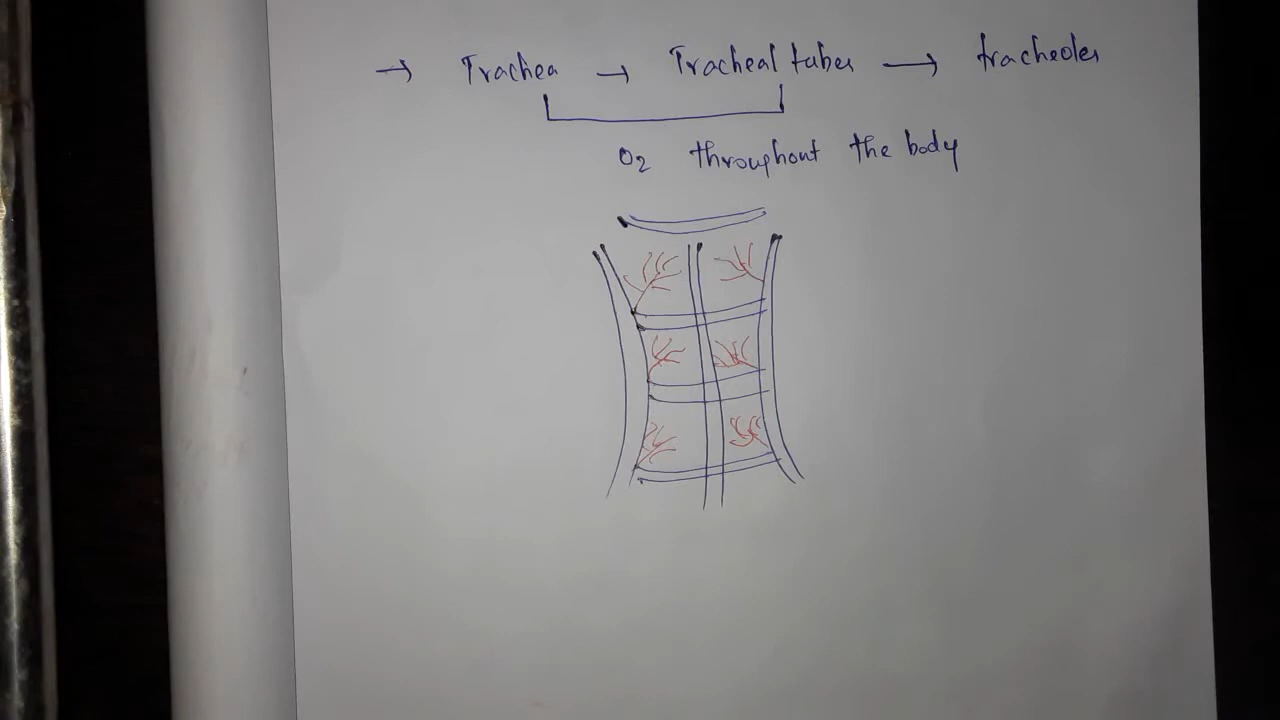 → Trachea → Tracheal tubes → tracheoles
O2 throughout the body